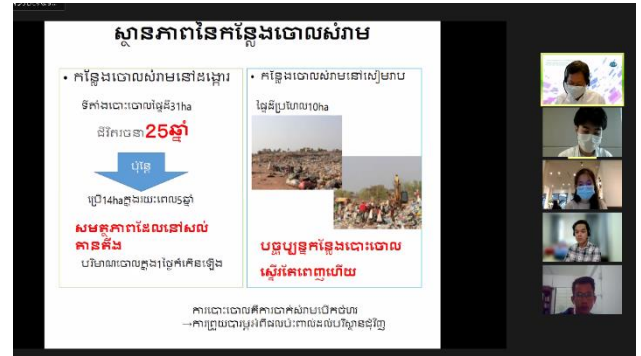 ស្ថានភាពនៃកន្លែងចោលសំរាម
• កន្លែងចោលសំរាមនៅដង្កោរ
ទីតាំងបោះចោលផ្ទៃដី31ha
ជីវិតរចនា25ឆ្នាំ
ប៉ុន្តែ
ប្រើ14haក្នុងរយៈពេល5ឆ្នាំ
សមត្ថភាពដែលនៅសល់
តានតឹង
បរិមាណចោលក្នុង1ថ្ងៃក៏កើនឡើង
• កន្លែងចោលសំរាមនៅសៀមរាប
ផ្ទៃដីប្រហែល10ha
បច្ចុប្បន្នកន្លែងបោះចោល
ស្ទើរតែពេញហើយ
ការបោះចោលគឺការបាក់សំរាមបើកចំហរ
→ការព្រួយបារម្ភអំពីផលប៉ះពាល់ដល់បរិស្ថានជុំវិញ